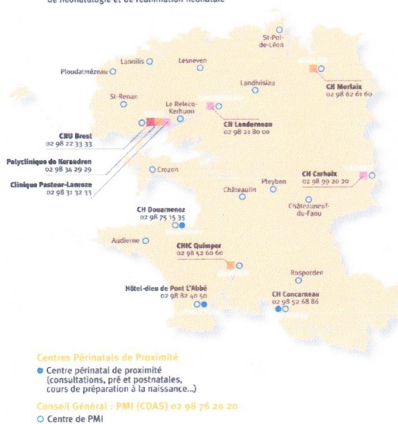 de néonatologie et de réanimation néonatale
St-Pol-
de-Léon
Lannilis
Lesneven
Ploudalmézeau
Landivisiau
CH Morlaix
02 98 62 61 60
St-Renan
Le Relecq-
Kerhuon
CH Landerneau
02 98 21 80 00
CHU Brest
02 98 22 33 33
Polyclinique de Keraudren
02 98 34 29 29
Clinique Pasteur-Lanroze
02 98 31 32 33
Crozon
Châteaulin
Pleyben
CH Carhaix
02 98 99 20 20
Châteauneuf-
du-Faou
CH Douarnenez
02 98 75 15 35
Audierne
CHIC Quimper
02 98 52 60 60
Rosporden
Hôtel-dieu de Pont L'Abbé
02 98 82 40 50
CH Concarneau
02 98 52 68 86
Centres Périnatals de Proximité
Centre périnatal de proximité
(consultations, pré et postnatales,
cours de préparation à la naissance...)
Conseil Général : PMI (CDAS) 02 98 76 20 20
Centre de PMI